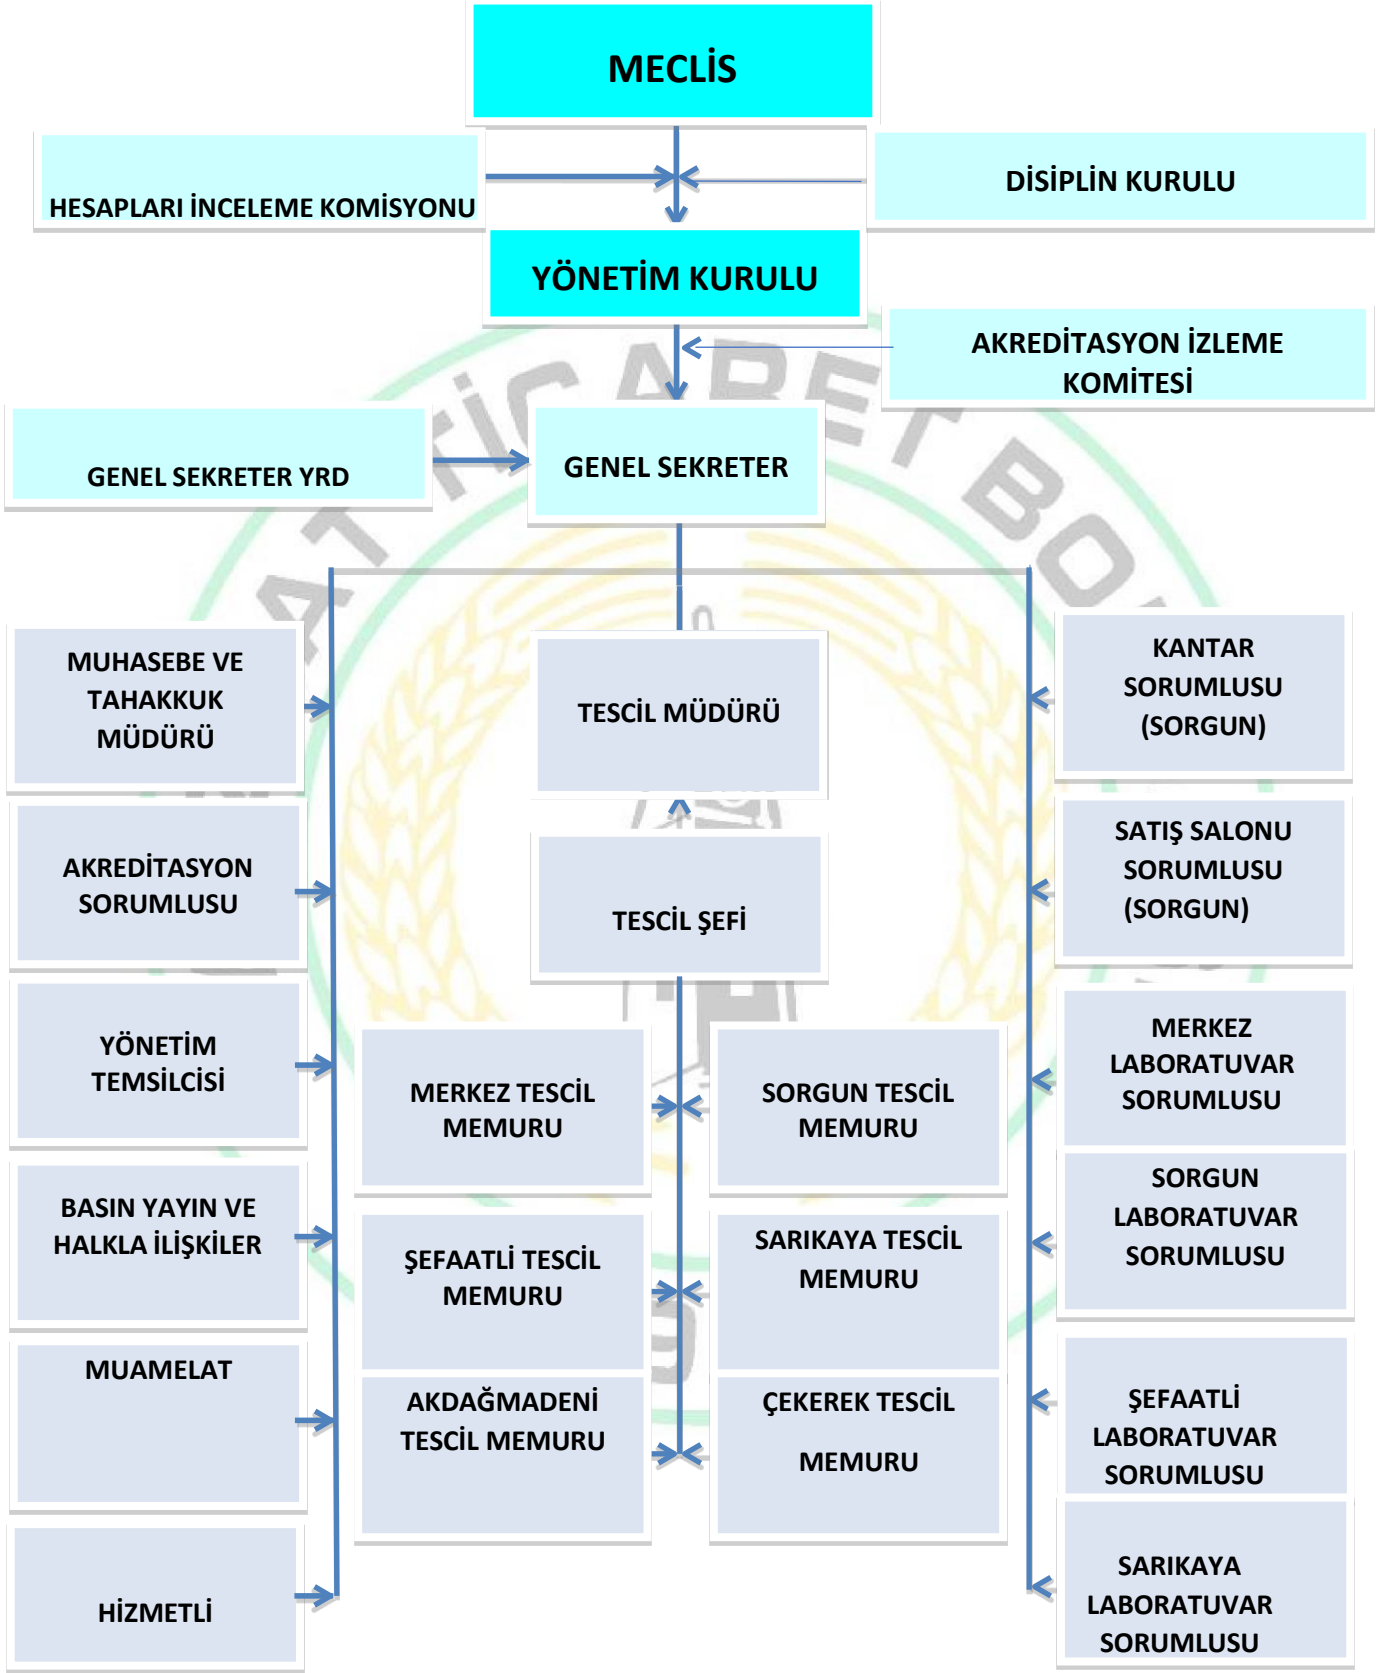 MECLİS
HESAPLARI İNCELEME KOMİSYONU
DİSİPLİN KURULU
YÖNETİM KURULU
AKREDİTASYON İZLEME
KOMİTESİ
GENEL SEKRETER YRD
GENEL SEKRETER
MUHASEBE VE
TAHAKKUK
MÜDÜRÜ
TESCİL MÜDÜRÜ
KANTAR
SORUMLUSU
(SORGUN)
AKREDİTASYON
SORUMLUSU
TESCİL ŞEFİ
SATIŞ SALONU
SORUMLUSU
(SORGUN)
YÖNETİM
TEMSİLCİSİ
MERKEZ TESCİL
MEMURU
SORGUN TESCİL
MEMURU
MERKEZ
LABORATUVAR
SORUMLUSU
BASIN YAYIN VE
HALKLA İLİŞKİLER
ŞEFAATLİ TESCİL
MEMURU
SARIKAYA TESCİL
MEMURU
SORGUN
LABORATUVAR
SORUMLUSU
MUAMELAT
AKDAĞMADENİ
TESCİL MEMURU
ÇEKEREK TESCİL
MEMURU
ŞEFAATLİ
LABORATUVAR
SORUMLUSU
HİZMETLİ
SARIKAYA
LABORATUVAR
SORUMLUSU
TİCARET